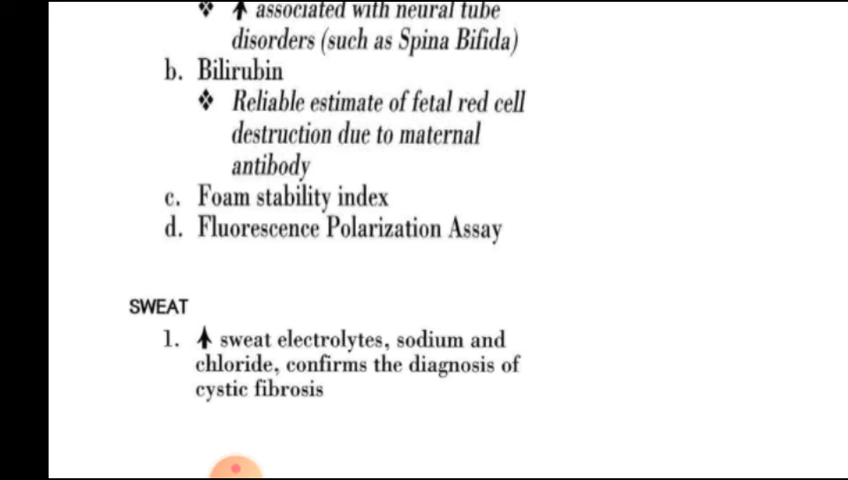 ❖ ↑ associated with neural tube
disorders (such as Spina Bifida)
b. Bilirubin
❖ Reliable estimate of fetal red cell
destruction due to maternal
antibody
c. Foam stability index
d. Fluorescence Polarization Assay
SWEAT
1. ↑ sweat electrolytes, sodium and
chloride, confirms the diagnosis of
cystic fibrosis